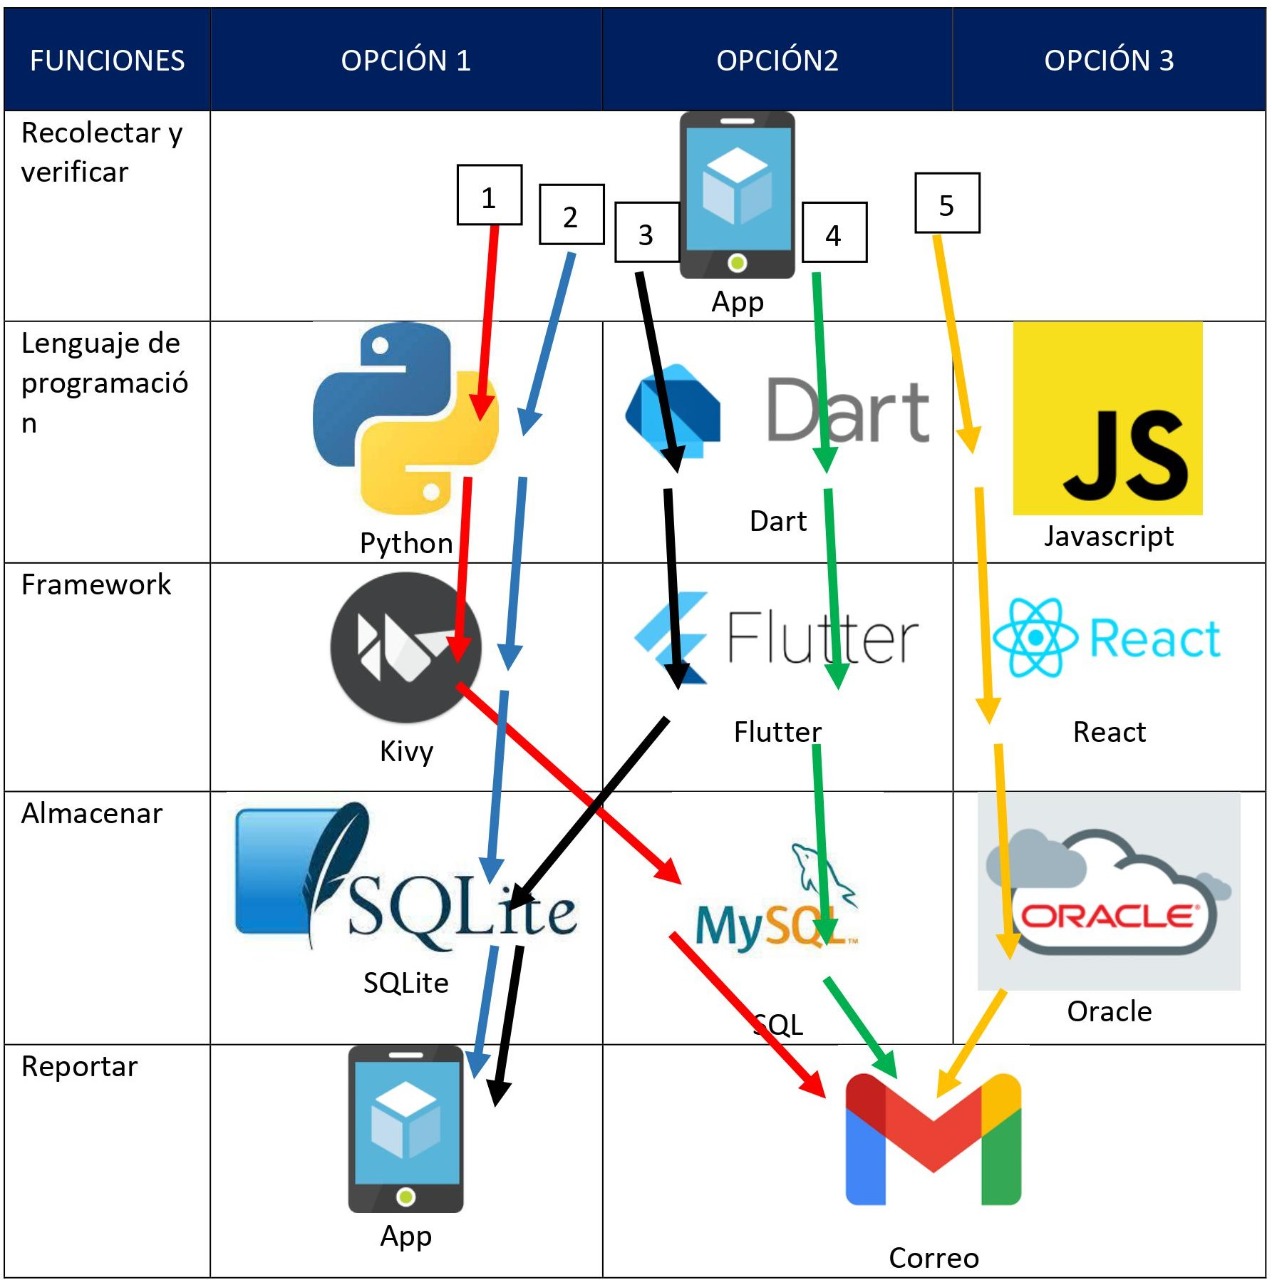 FUNCIONES
OPCIÓN 1
OPCIÓN2
OPCIÓN 3
Recolectar y
verificar
1
2
3
4
5
App
Lenguaje de
programació
n
Python
Dart
Dart
JS
Javascript
Framework
Kivy
Flutter
Flutter
React
React
Almacenar
SQLite
SQLite
MySQL™
SQL
ORACLE®
Oracle
Reportar
App
Correo